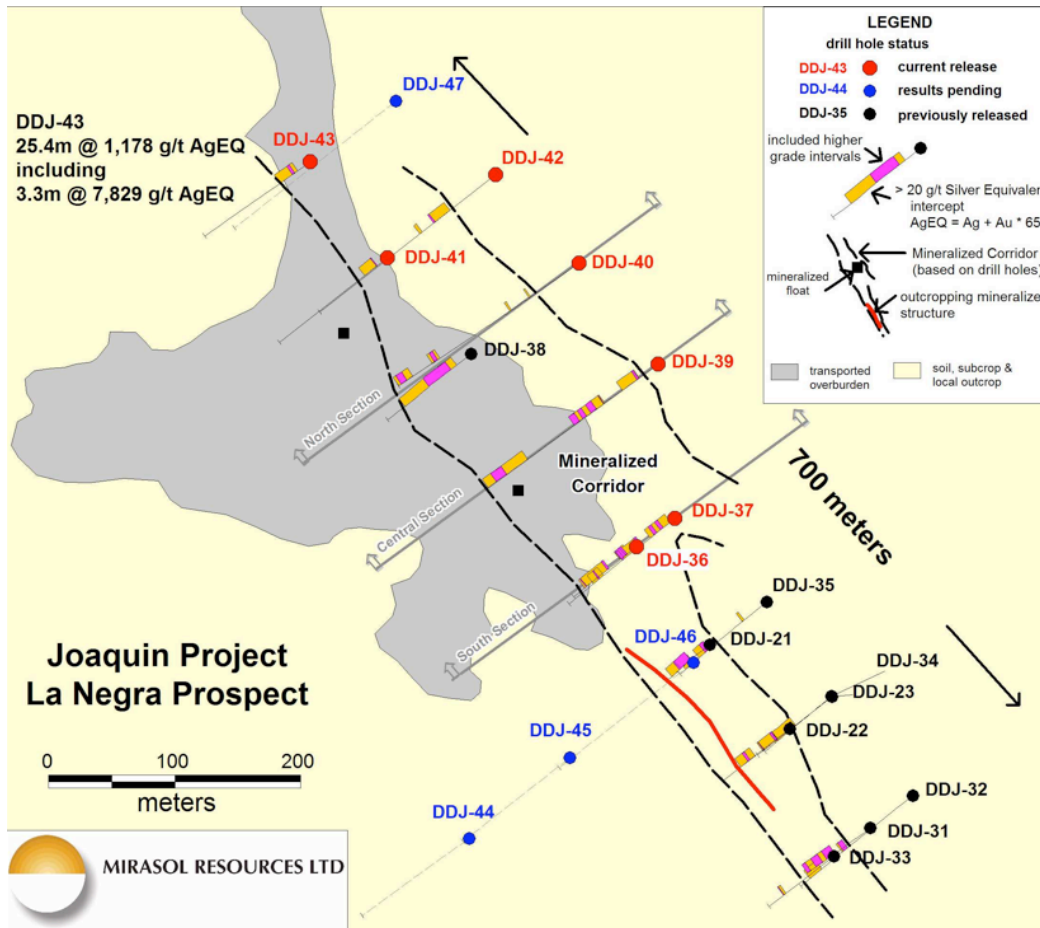 LEGEND
drill hole status
DDJ-43 current release
DDJ-44 results pending
DDJ-35 previously released
included higher
grade intervals
> 20 g/t Silver Equivalen
intercept
AgEQ = Ag + Au * 65
Mineralized Corridor
(based on drill holes)
mineralized
float
outcropping mineralize
structure
transported
overburden
soil, subcrop &
local outcrop
DDJ-47
DDJ-43
25.4m @ 1,178 g/t AgEQ
including
3.3m @ 7,829 g/t AgEQ
DDJ-43
DDJ-42
DDJ-41
DDJ-40
DDJ-38
DDJ-39
North Section
Mineralized
Corridor
Central Section
700 meters
DDJ-37
DDJ-36
South Section
DDJ-35
DDJ-46
DDJ-21
DDJ-34
DDJ-23
DDJ-22
DDJ-45
DDJ-44
DDJ-32
DDJ-31
DDJ-33
Joaquin Project
La Negra Prospect
0 100 200
meters
MIRASOL RESOURCES LTD